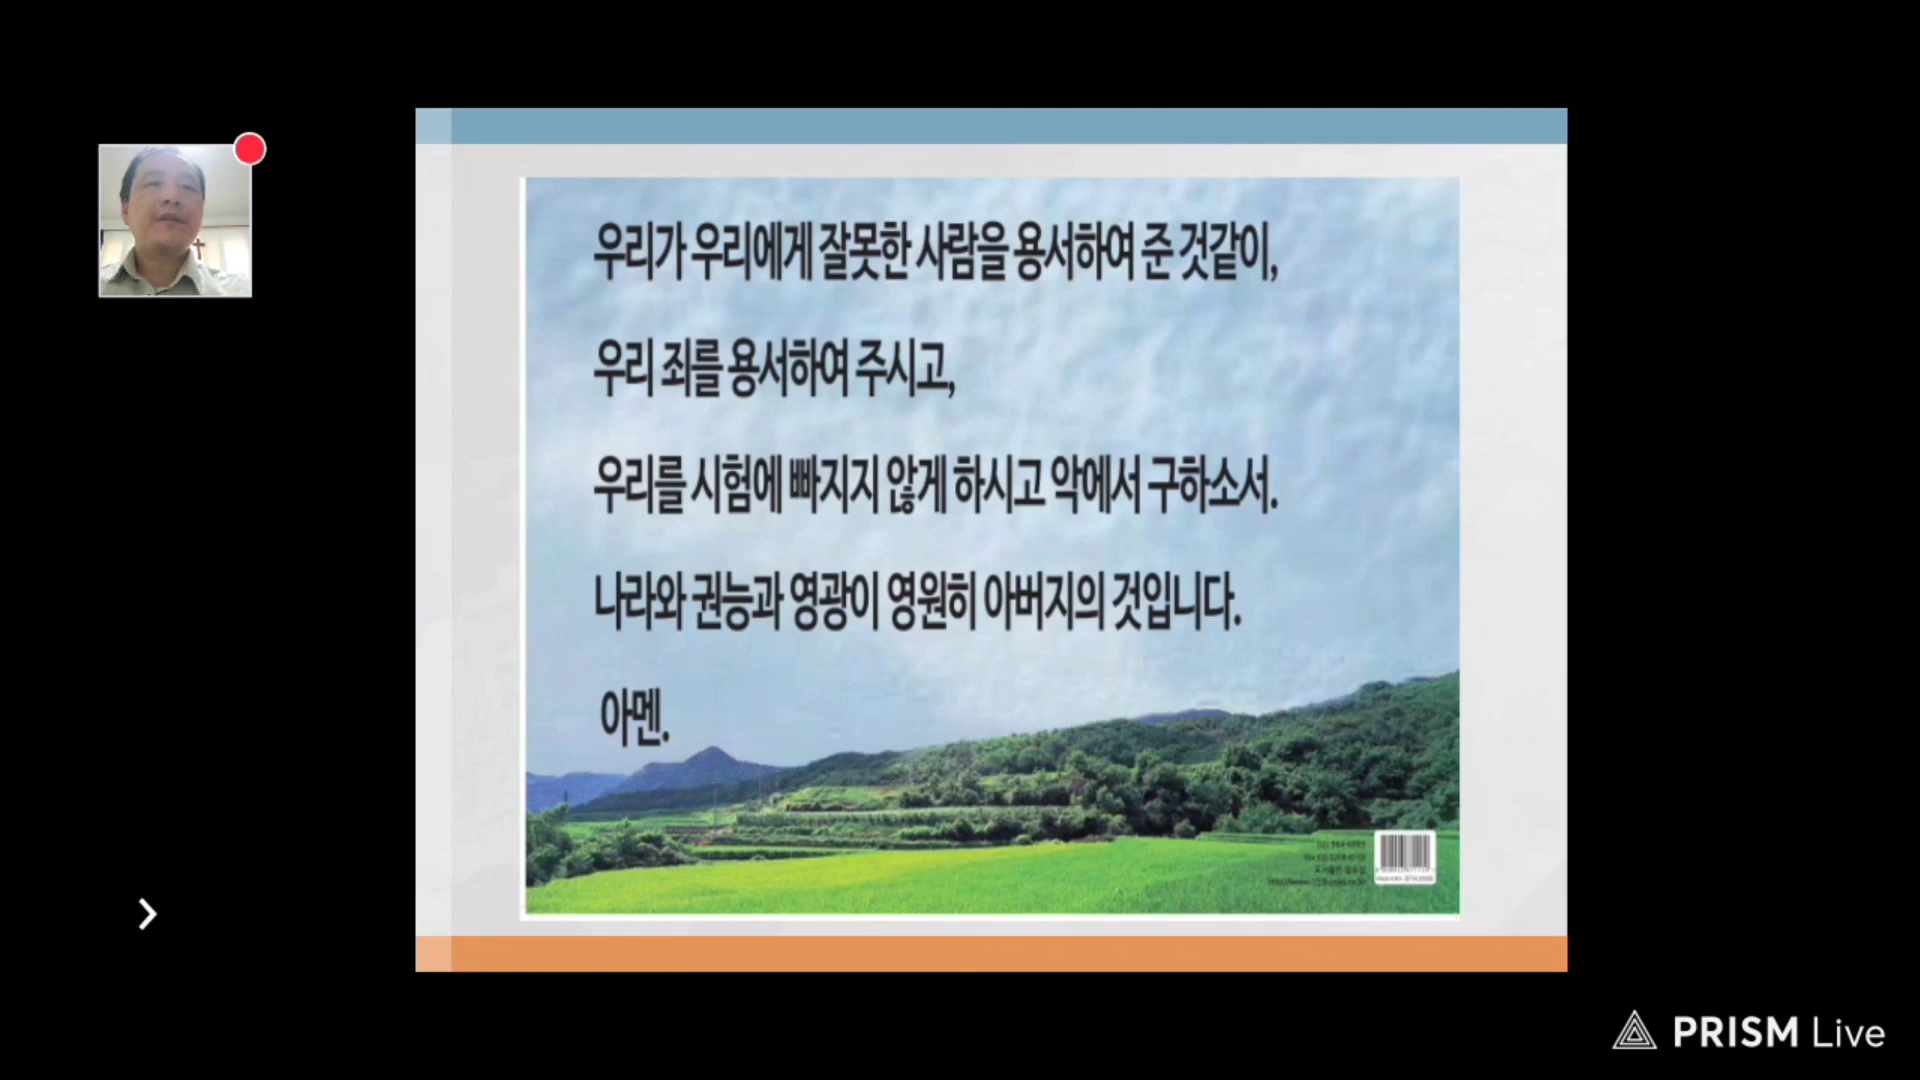 우리가 우리에게 잘못한 사람을 용서하여 준 것같이,
우리 죄를 용서하여 주시고,
우리를 시험에 빠지지 않게 하시고 악에서 구하소서.
나라와 권능과 영광이 영원히 아버지의 것입니다.
아멘.
PRISM Live